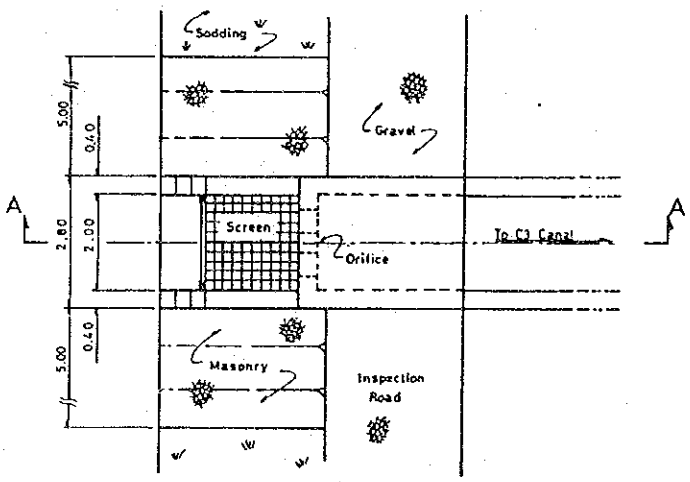 Sodding
5.00
0.40
Gravel
A
A
2.80
2.00
Screen
To C3 Canal
Orifice
0.40
5.00
Masonry
Inspection
Road